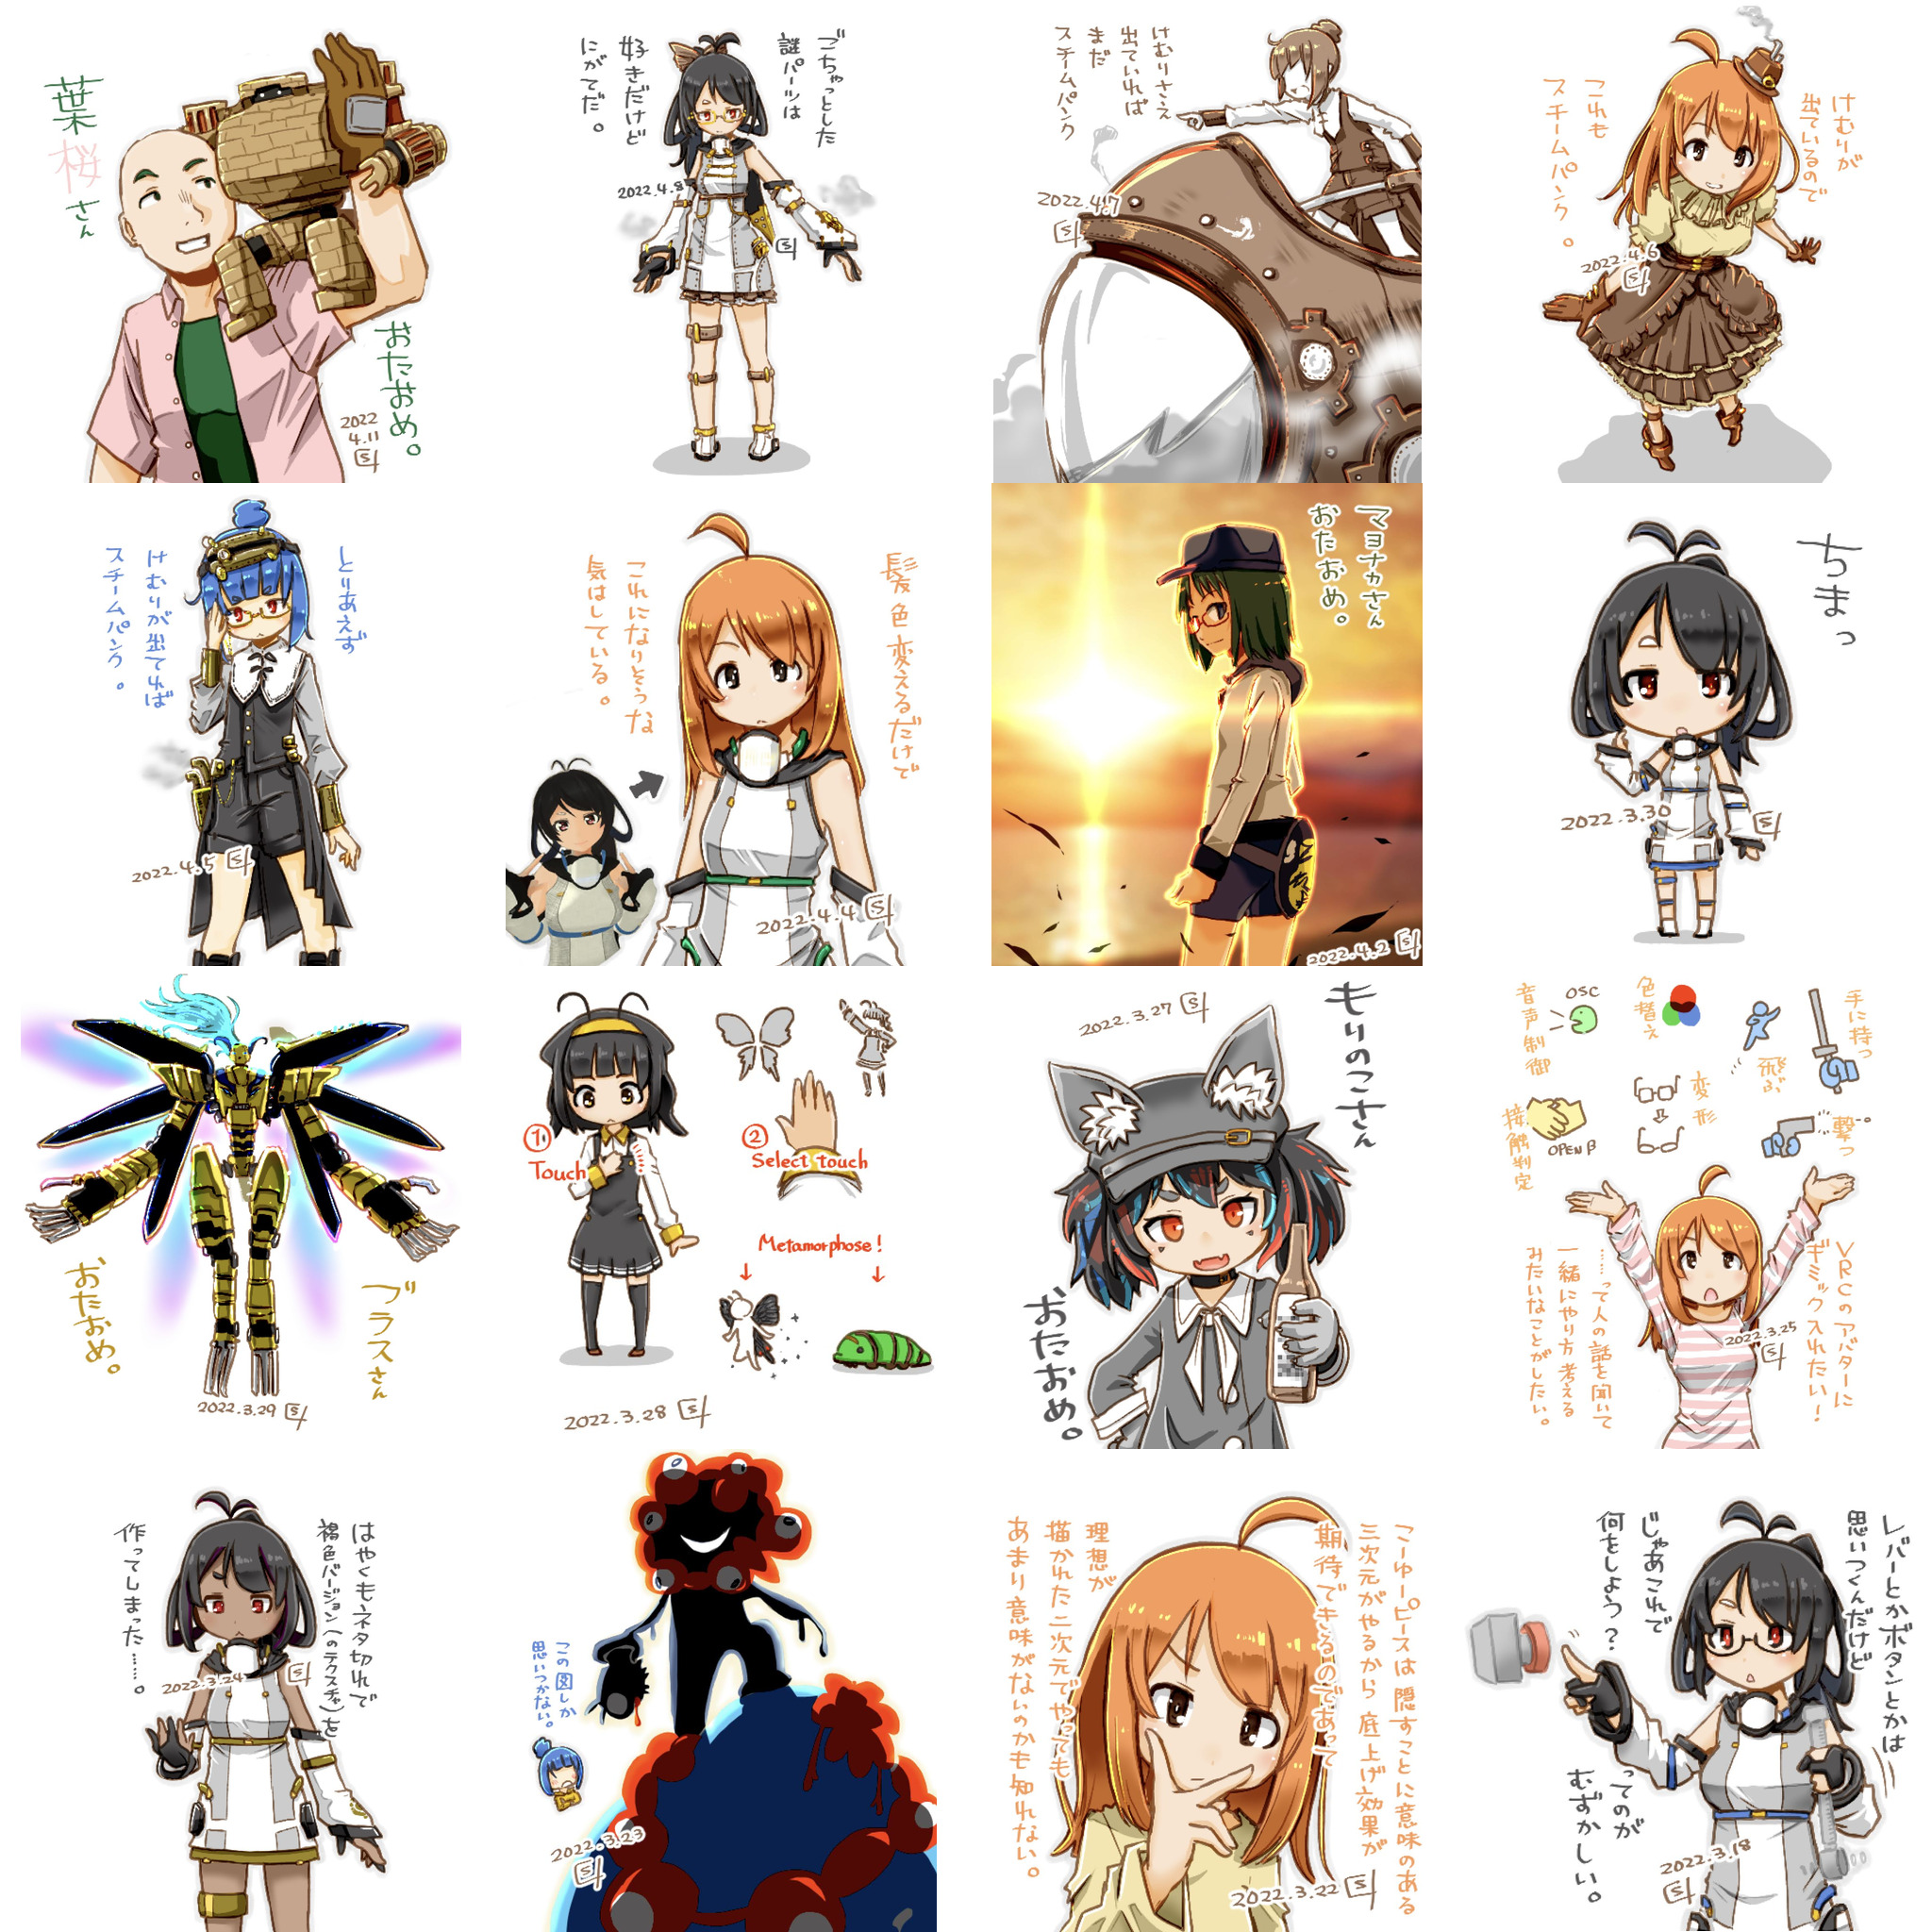 葉桜さん
おたおめ。
2022
4.11
ごちゃっとした
謎パーツは
好きだけど
にがてだ。
2022.4.8
けむりさえ
出ていれば
まだ
スチームパンク
2022.4.7
けむりが
出ているので
これも
スチームパンク。
2022.4.6
とりあえず
けむりが出てれば
スチームパンク。
2022.4.5
髪色変えるだけで
これになりそうな
気はしている。
2022.4.4
マヨナカさん
おたおめ。
2022.4.2
ちまっ
2022.3.30
ブラスさん
おたおめ。
2022.3.29
①
Touch
②
Select touch
Metamorphose!
2022.3.28
2022.3.27
もりのこさん
おたおめ。
手に持つ
飛ぶ
色替え
OSC
音声制御
撃つ
変形
OPENβ
接触判定
VRCのアバターに
ギミック入れたい!
……って人の話を聞いて
一緒にやり方考える
みたいなことがしたい。
2022.3.25
はやくもネタ切れで
褐色バージョン(のテクスチャ)を
作ってしまった……。
2022.3.24
この図しか
思いつかない。
2022.3.23
こーゆーピースは隠すことに意味のある
三次元がやるから底上げ効果が
期待できるのであって
理想が
描かれた二次元でやっても
あまり意味がないのかも知れない。
2022.3.22
レバーとかボタンとかは
思いつくんだけど
じゃあこれで
何をしよう?
ってのが
むずかしい。
2022.3.18